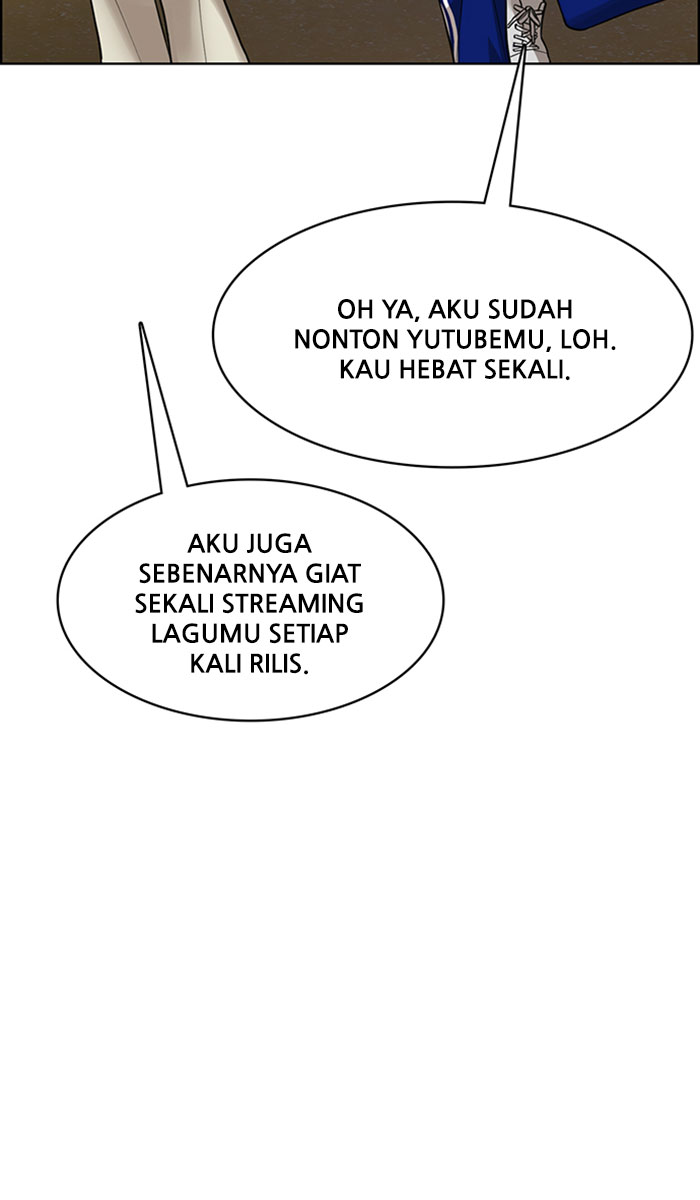 OH YA, AKU SUDAH
NONTON YUTUBEMU, LOH.
KAU HEBAT SEKALI.
AKU JUGA
SEBENARNYA GIAT
SEKALI STREAMING
LAGUMU SETIAP
KALI RILIS.